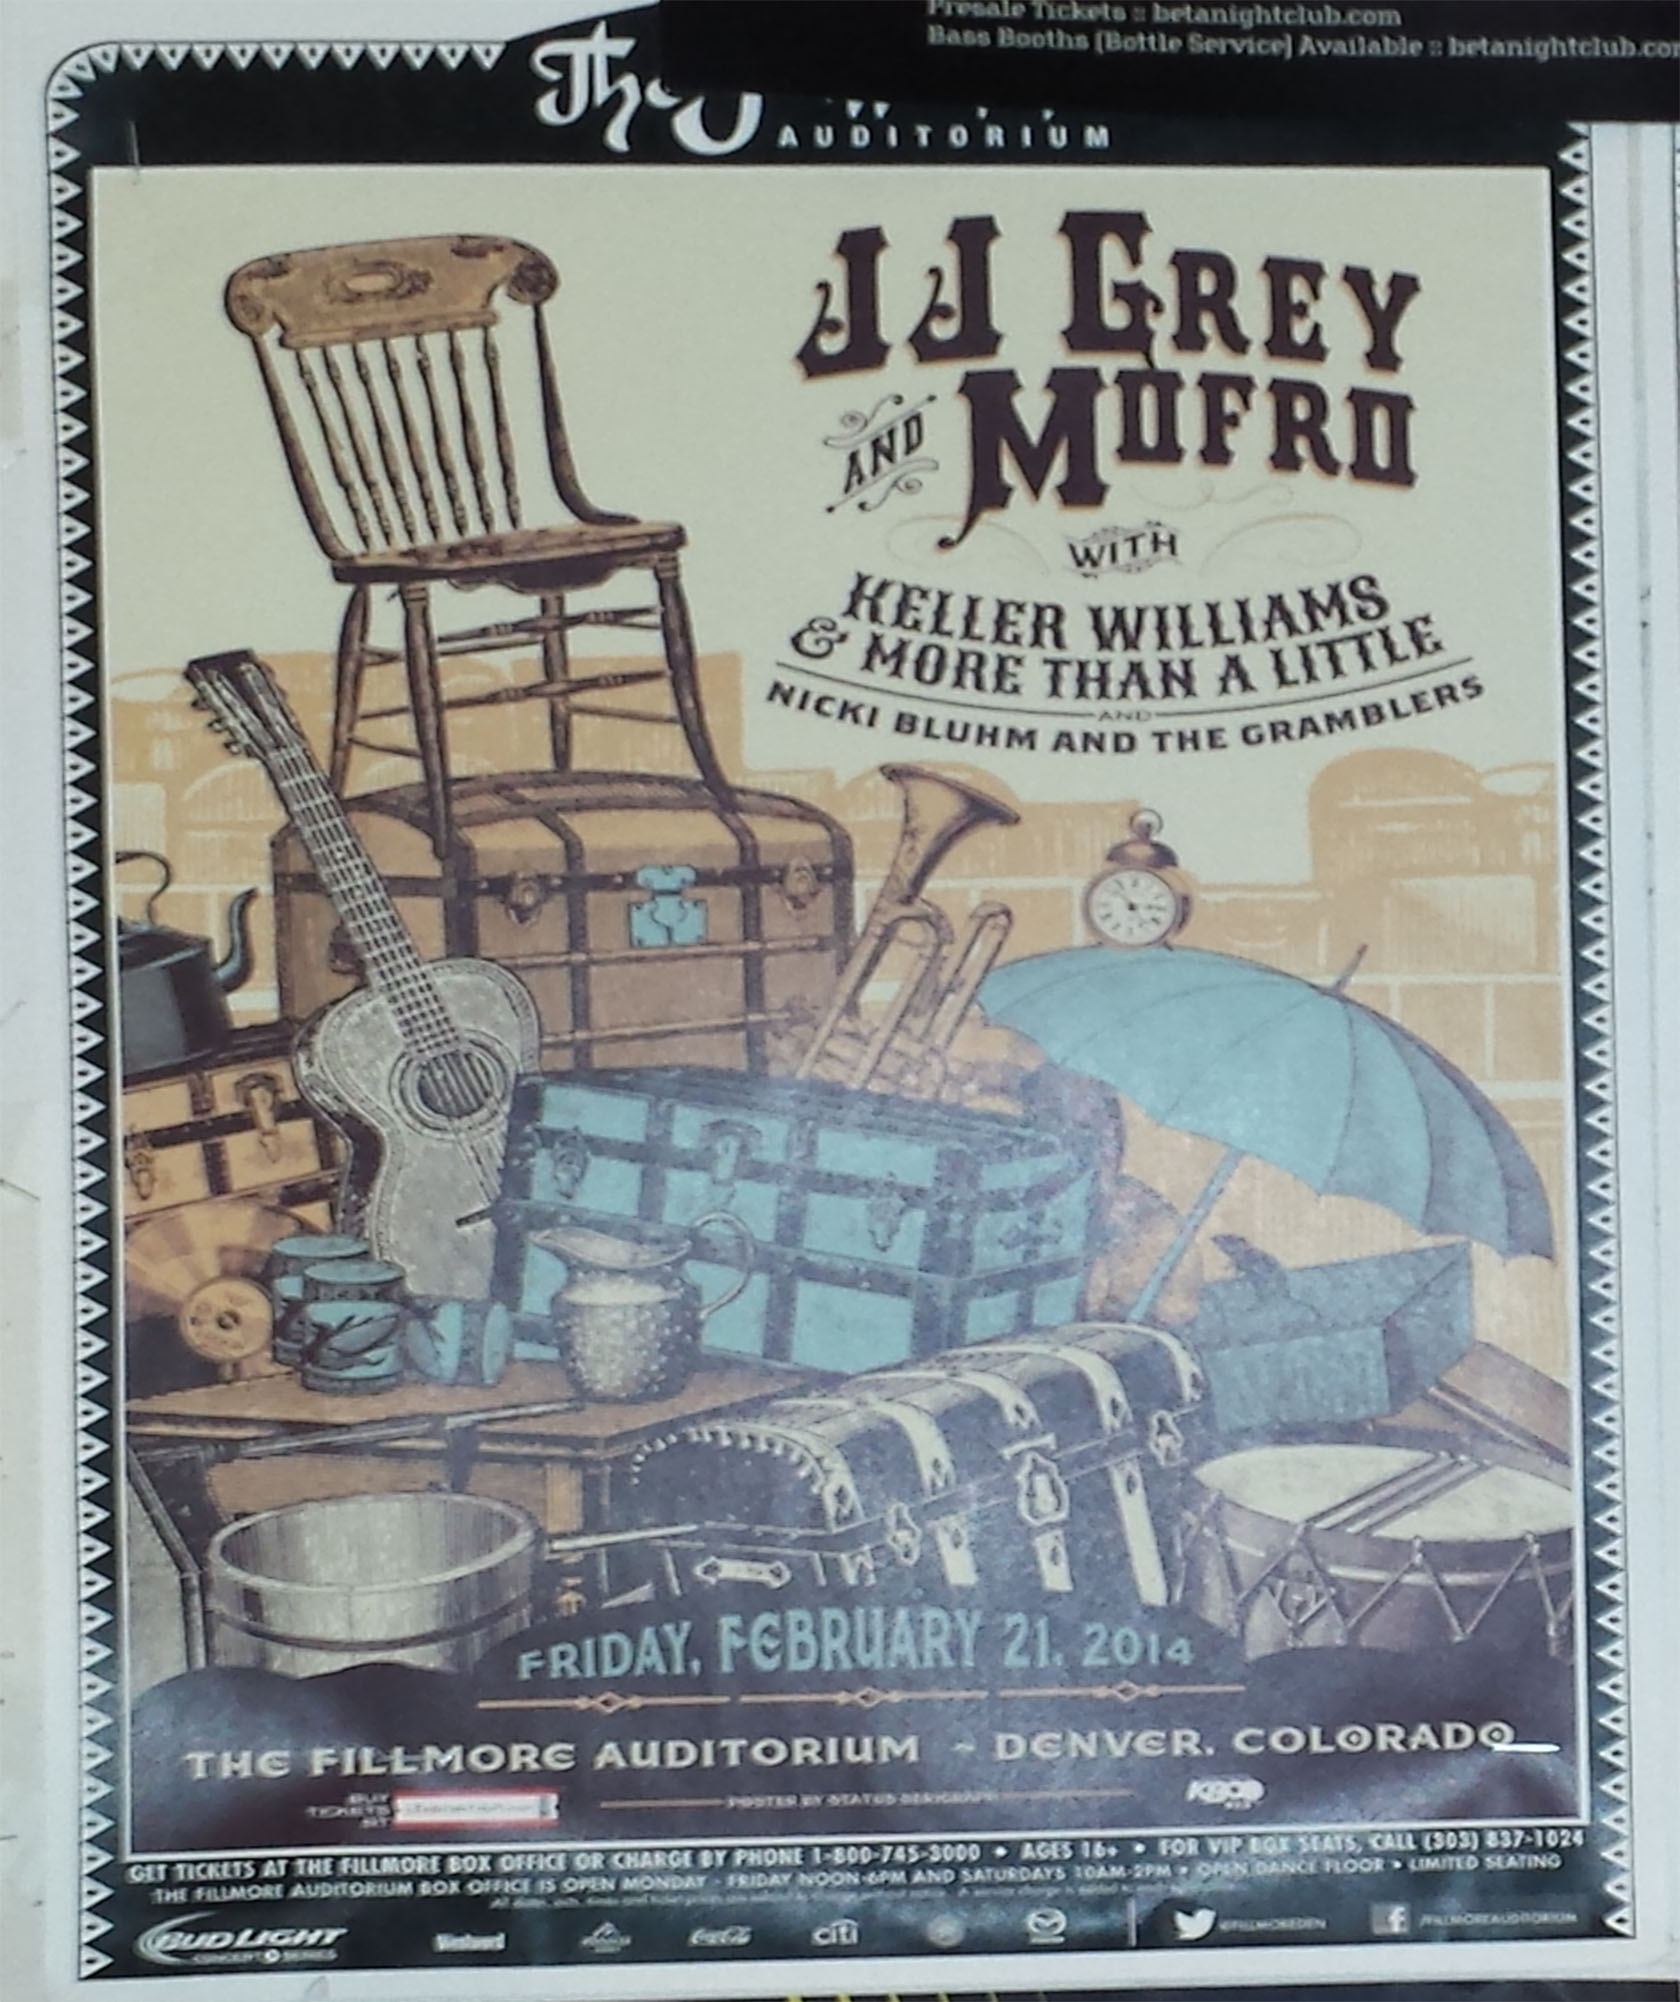 Presale Tickets :: betanightclub.com
Bass Booths (Bottle Service) Available :: betanightclub.co
The
AUDITORIUM
JJ GREY
AND MOFRO
WITH
KELLER WILLIAMS
& MORE THAN A LITTLE
AND
NICKI BLUHM AND THE GRAMBLERS
FRIDAY, FEBRUARY 21, 2014
THE FILLMORE AUDITORIUM - DENVER, COLORADO
BUY
TICKETS
AT
POSTER BY STATUS SERIGRAPH
KBCO
GET TICKETS AT THE FILLMORE BOX OFFICE OR CHARGE BY PHONE 1-800-745-3000 • AGES 16+ • FOR VIP BOX SEATS, CALL (303) 837-1024
THE FILLMORE AUDITORIUM BOX OFFICE IS OPEN MONDAY - FRIDAY NOON-6PM AND SATURDAYS 10AM-2PM • OPEN DANCE FLOOR • LIMITED SEATING
BUD LIGHT
CONCERT SERIES
Westword
Coca-Cola
citi
@FILLMOREDEN
/FILLMOREAUDITORIUM